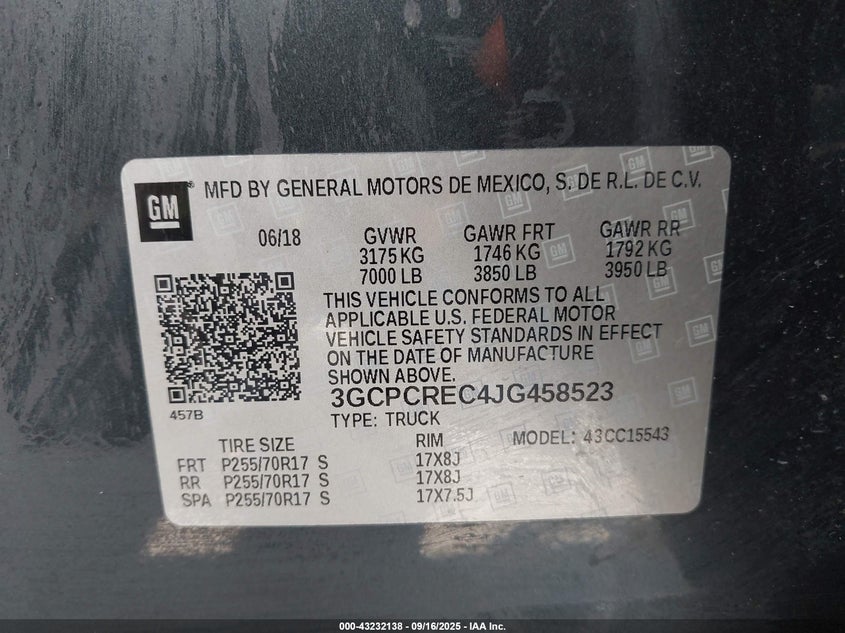 GM ® MFD BY GENERAL MOTORS DE MEXICO, S. DE R.L. DE C.V.
06/18 GVWR GAWR FRT GAWR RR
3175 KG 1746 KG 1792 KG
7000 LB 3850 LB 3950 LB
THIS VEHICLE CONFORMS TO ALL
APPLICABLE U.S. FEDERAL MOTOR
VEHICLE SAFETY STANDARDS IN EFFECT
ON THE DATE OF MANUFACTURE
SHOWN ABOVE.
3GCPCREC4JG458523
457B
TYPE: TRUCK
TIRE SIZE RIM MODEL: 43CC15543
FRT P255/70R17 S 17X8J
RR P255/70R17 S 17X8J
SPA P255/70R17 S 17X7.5J
000-43232138 - 09/16/2025 - IAA Inc.